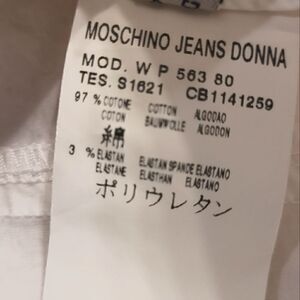 MOSCHINO JEANS DONNA
MOD. W P 563 80
TES. S1621 CB1141259
97 % COTONE COTTON ALGODAO
COTON BAUMWOLLE ALGODON
綿
3 % ELASTAN ELASTAN SPANDE ELASTANO
ELASTANE ELASTHAN ELASTANO
ポリウレタン